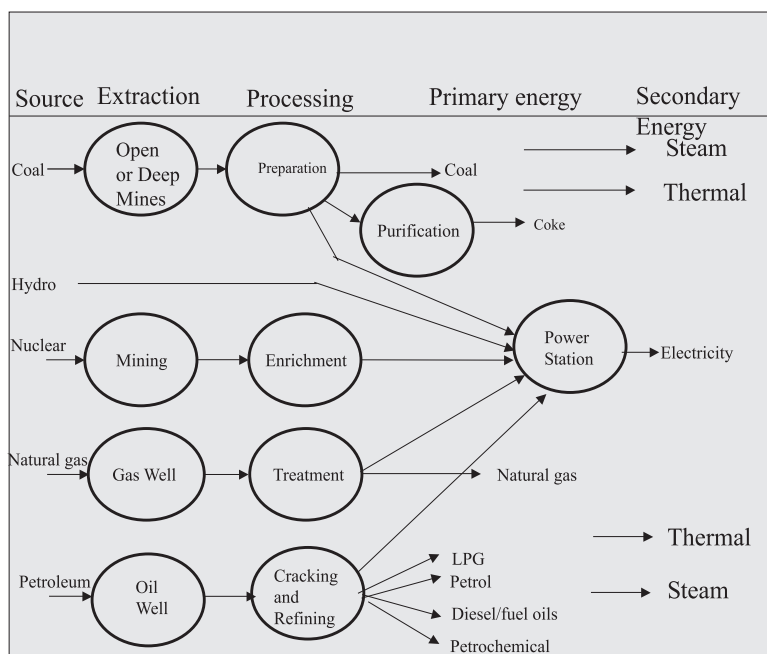 Source Extraction Processing Primary energy Secondary
Energy
Coal
Open
or Deep
Mines
Preparation
Coal
Steam
Thermal
Purification
Coke
Hydro
Nuclear
Mining
Enrichment
Power
Station
Electricity
Natural gas
Gas Well
Treatment
Natural gas
Thermal
Petroleum
Oil
Well
Cracking
and
Refining
LPG
Petrol
Diesel/fuel oils
Petrochemical
Steam